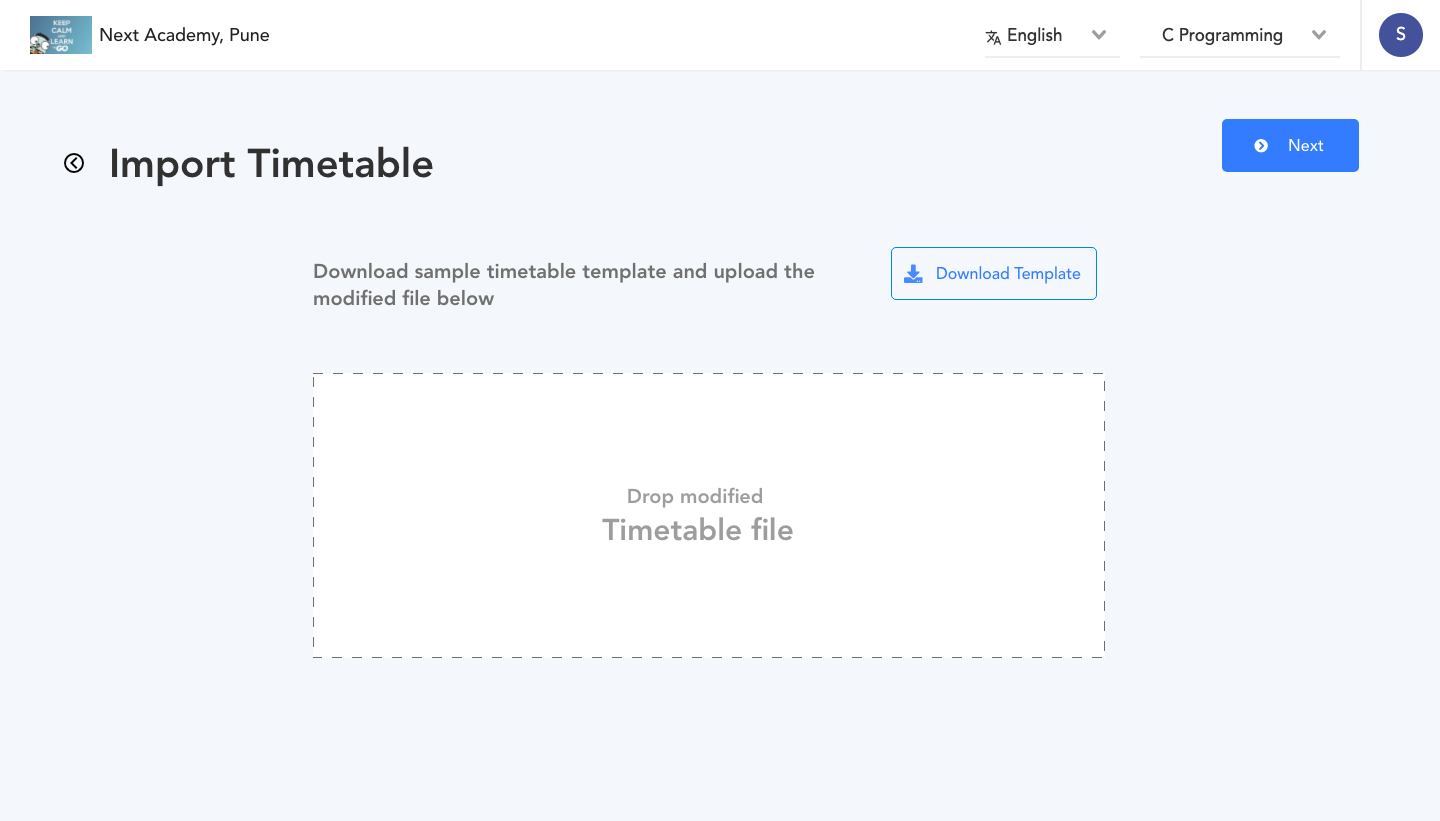 KEEP
CALM
AND
LEARN
GO
Next Academy, Pune
English
C Programming
S
Import Timetable
Next
Download sample timetable template and upload the
modified file below
Download Template
Drop modified
Timetable file